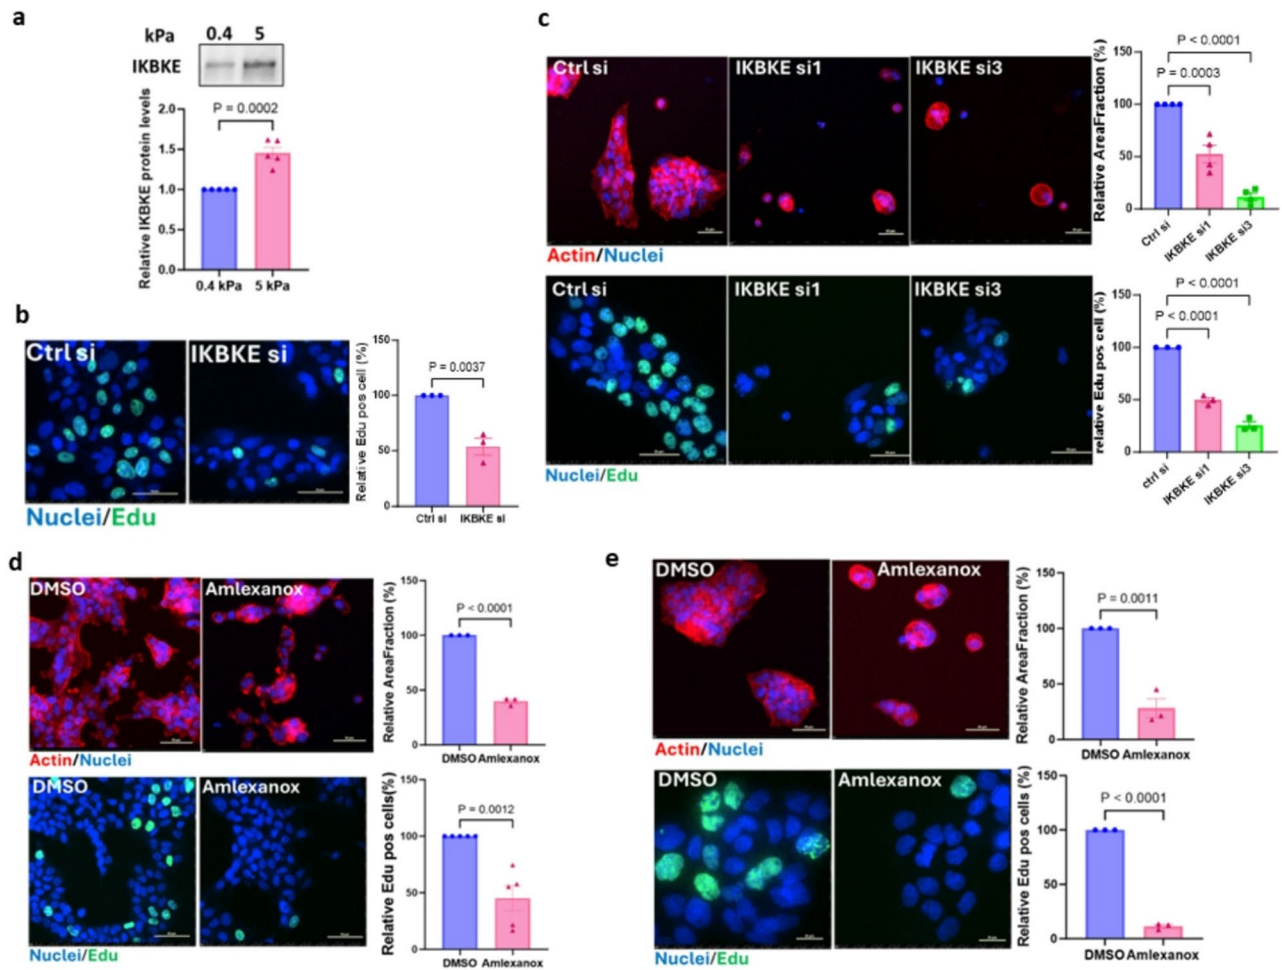 a
kPa 0.4 5
IKBKE
Relative IKBKE protein levels
2.0
1.5
1.0
0.5
0.0
P = 0.0002
0.4 kPa 5 kPa
b
Ctrl si
IKBKE si
Nuclei/Edu
Relative Edu pos cell (%)
150
100
50
0
P = 0.0037
Ctrl si IKBKE si
c
Ctrl si
IKBKE si1
IKBKE si3
Actin/Nuclei
Relative AreaFraction (%)
150
100
50
0
P < 0.0001
P = 0.0003
Ctrl si
IKBKE si1
IKBKE si3
Ctrl si
IKBKE si1
IKBKE si3
Nuclei/Edu
relative Edu pos cell (%)
150
100
50
0
P < 0.0001
P < 0.0001
ctrl si
IKBKE si1
IKBKE si3
d
DMSO
Amlexanox
Actin/Nuclei
Relative AreaFraction (%)
150
100
50
0
P < 0.0001
DMSO Amlexanox
DMSO
Amlexanox
Nuclei/Edu
Relative Edu pos cells(%)
150
100
50
0
P = 0.0012
DMSO Amlexanox
e
DMSO
Amlexanox
Actin/Nuclei
Relative AreaFraction (%)
150
100
50
0
P = 0.0011
DMSO Amlexanox
DMSO
Amlexanox
Nuclei/Edu
Relative Edu pos cells (%)
150
100
50
0
P < 0.0001
DMSO Amlexanox